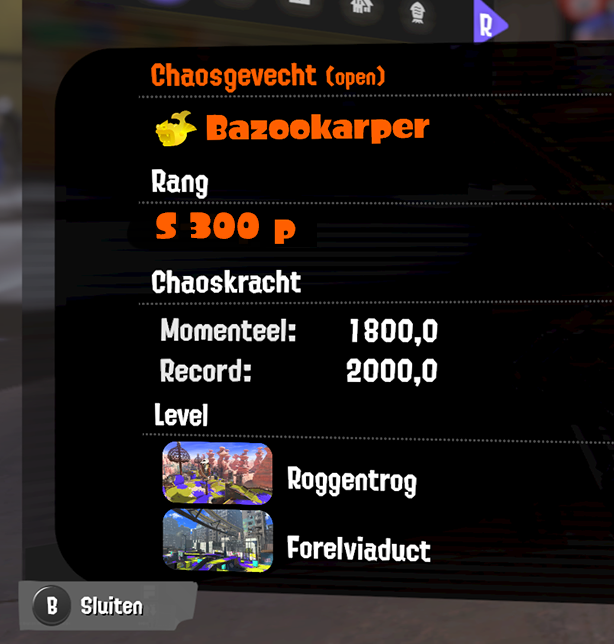 R
Chaosgevecht (open)
Bazookarper
Rang
S 300 p
Chaoskracht
Momenteel: 1800,0
Record: 2000,0
Level
Roggentrog
Forelviaduct
B Sluiten